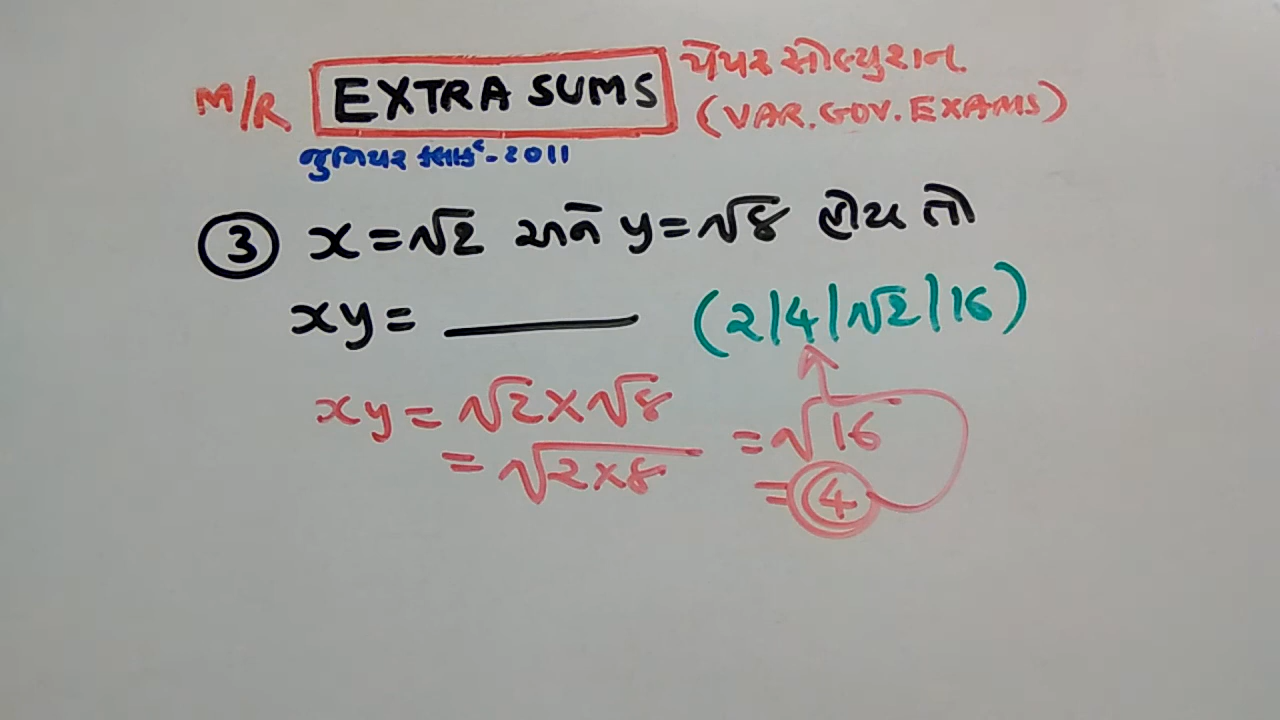 M/R EXTRA SUMS પેપર સોલ્યુશન.
(VAR. GOV. EXAMS)
જુનિયર ક્લાર્ક - ૨૦11
③ x = √2 અને y = √8 હોય તો
xy = ______ (2/4/√2/16)
xy = √2 × √8
= √2×8
= √16
= 4